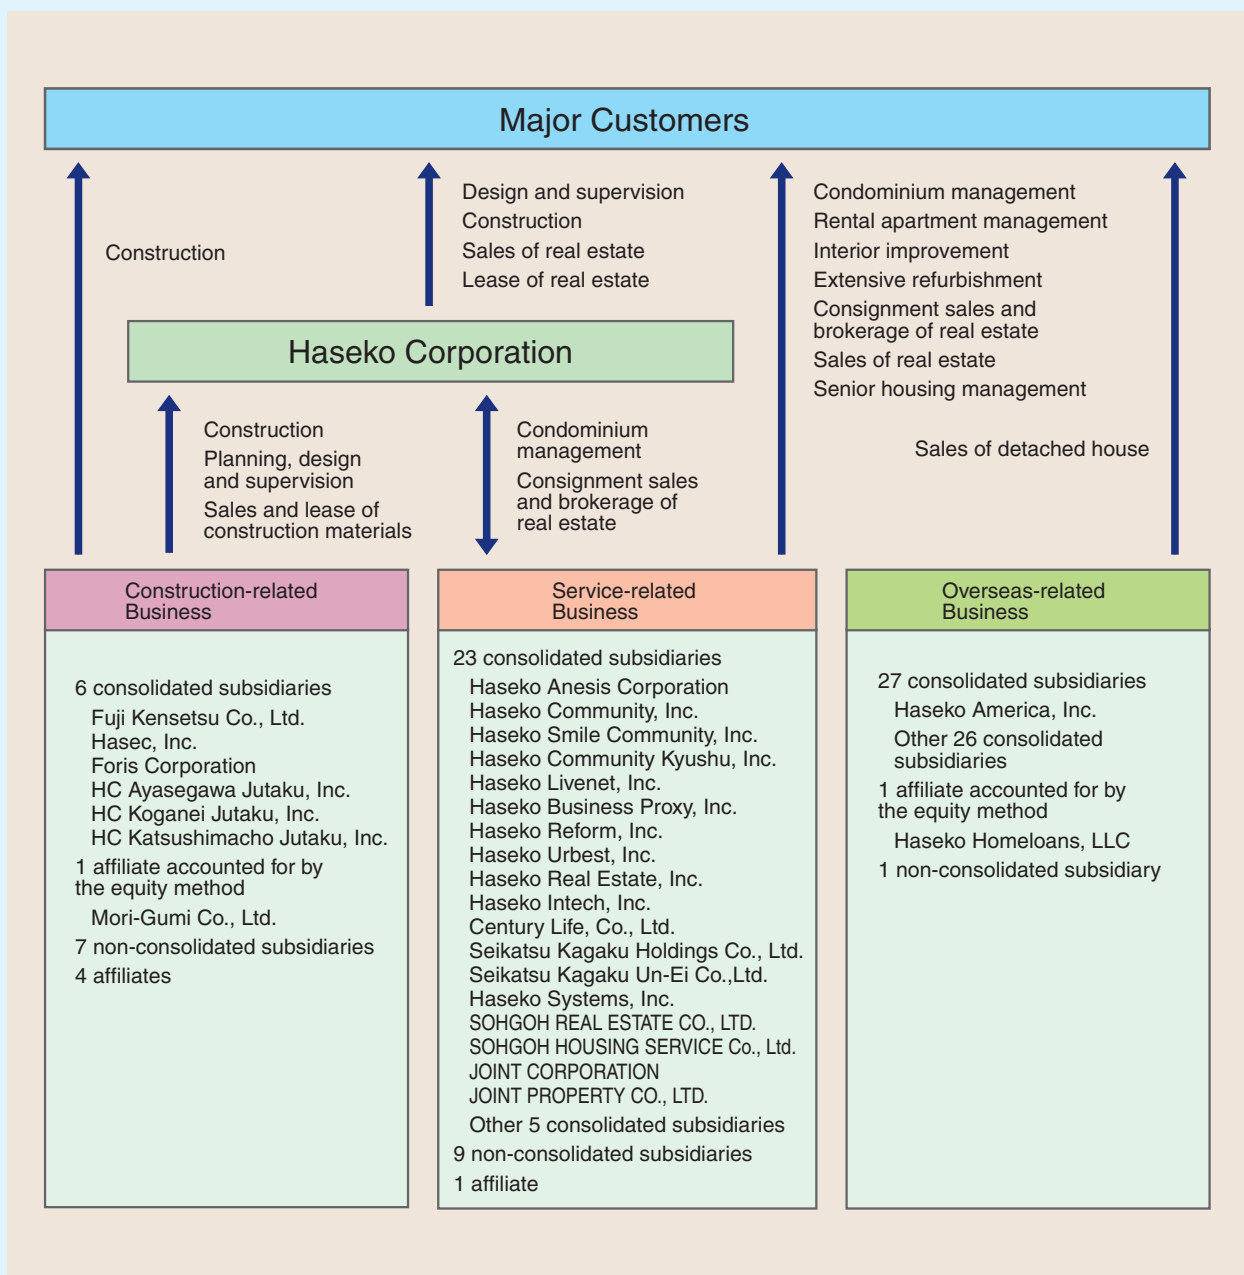 Major Customers
Construction
Design and supervision
Construction
Sales of real estate
Lease of real estate
Condominium management
Rental apartment management
Interior improvement
Extensive refurbishment
Consignment sales and
brokerage of real estate
Sales of real estate
Senior housing management
Sales of detached house
Haseko Corporation
Construction
Planning, design
and supervision
Sales and lease of
construction materials
Condominium
management
Consignment sales
and brokerage of
real estate
Construction-related
Business
6 consolidated subsidiaries
Fuji Kensetsu Co., Ltd.
Hasec, Inc.
Foris Corporation
HC Ayasegawa Jutaku, Inc.
HC Koganei Jutaku, Inc.
HC Katsushimacho Jutaku, Inc.
1 affiliate accounted for by
the equity method
Mori-Gumi Co., Ltd.
7 non-consolidated subsidiaries
4 affiliates
Service-related
Business
23 consolidated subsidiaries
Haseko Anesis Corporation
Haseko Community, Inc.
Haseko Smile Community, Inc.
Haseko Community Kyushu, Inc.
Haseko Livenet, Inc.
Haseko Business Proxy, Inc.
Haseko Reform, Inc.
Haseko Urbest, Inc.
Haseko Real Estate, Inc.
Haseko Intech, Inc.
Century Life, Co., Ltd.
Seikatsu Kagaku Holdings Co., Ltd.
Seikatsu Kagaku Un-Ei Co.,Ltd.
Haseko Systems, Inc.
SOHGOH REAL ESTATE CO., LTD.
SOHGOH HOUSING SERVICE Co., Ltd.
JOINT CORPORATION
JOINT PROPERTY CO., LTD.
Other 5 consolidated subsidiaries
9 non-consolidated subsidiaries
1 affiliate
Overseas-related
Business
27 consolidated subsidiaries
Haseko America, Inc.
Other 26 consolidated
subsidiaries
1 affiliate accounted for by
the equity method
Haseko Homeloans, LLC
1 non-consolidated subsidiary